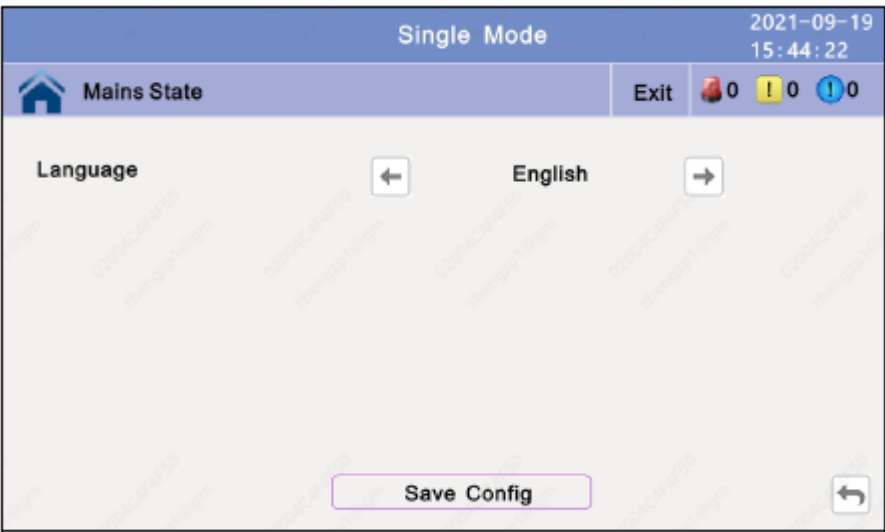 Single Mode
2021-09-19
15:44:22
Mains State
Exit
0
! 0
! 0
Language
English
Save Config